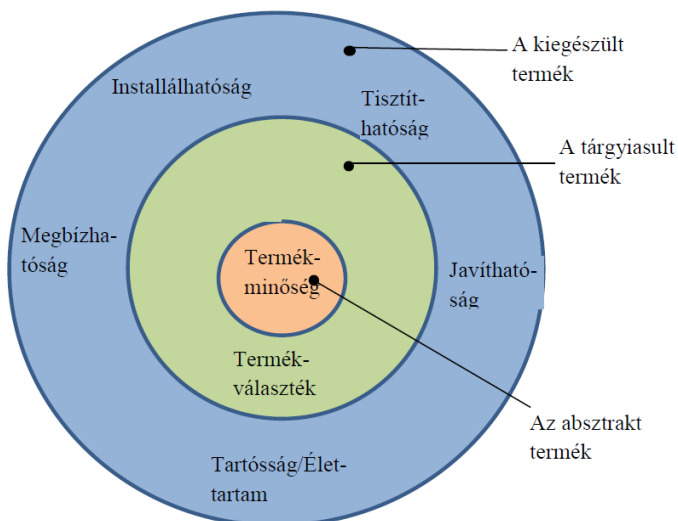 A kiegészült
termék
Installálhatóság
Tisztít-
hatóság
A tárgyiasult
termék
Megbízha-
tóság
Termék-
minőség
Javítható-
ság
Termék-
választék
Az absztrakt
termék
Tartósság/Élet-
tartam